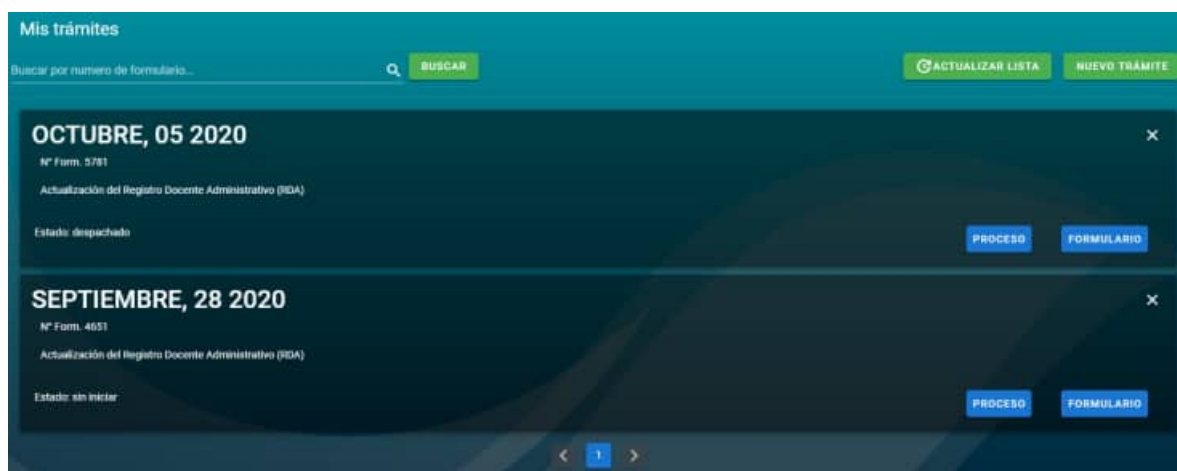 Mis trámites
Buscar por numero de formulario... BUSCAR ACTUALIZAR LISTA NUEVO TRÁMITE
OCTUBRE, 05 2020
N° Form. 5781
Actualización del Registro Docente Administrativo (RDA)
Estado: despachado PROCESO FORMULARIO
SEPTIEMBRE, 28 2020
N° Form. 4651
Actualización del Registro Docente Administrativo (RDA)
Estado: sin iniciar PROCESO FORMULARIO
1